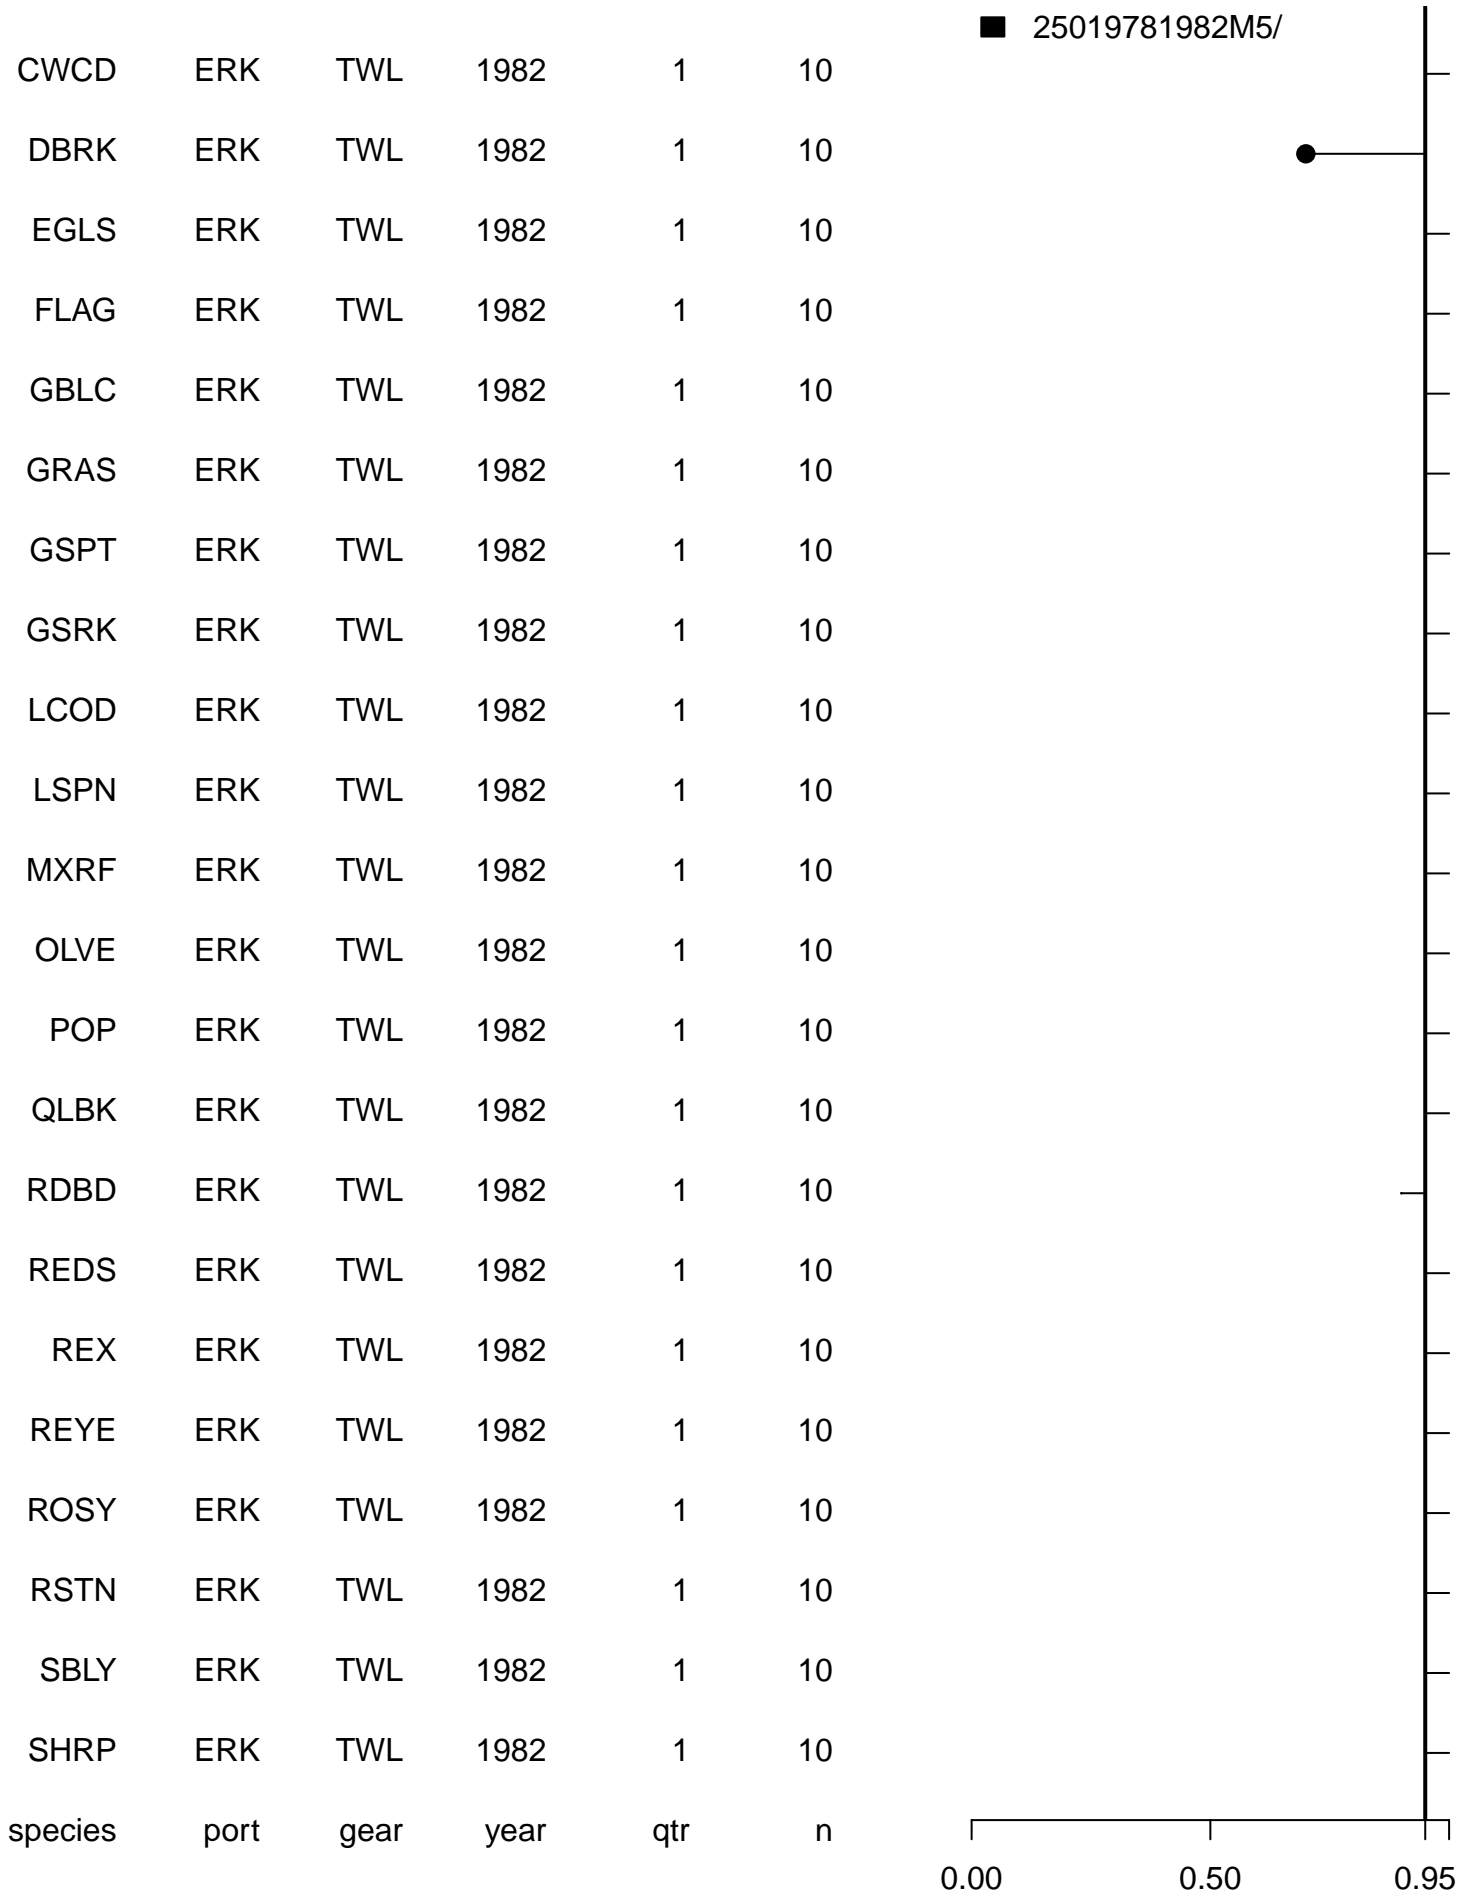 25019781982M5/
CWCD ERK TWL 1982 1 10
DBRK ERK TWL 1982 1 10
EGLS ERK TWL 1982 1 10
FLAG ERK TWL 1982 1 10
GBLC ERK TWL 1982 1 10
GRAS ERK TWL 1982 1 10
GSPT ERK TWL 1982 1 10
GSRK ERK TWL 1982 1 10
LCOD ERK TWL 1982 1 10
LSPN ERK TWL 1982 1 10
MXRF ERK TWL 1982 1 10
OLVE ERK TWL 1982 1 10
POP ERK TWL 1982 1 10
QLBK ERK TWL 1982 1 10
RDBD ERK TWL 1982 1 10
REDS ERK TWL 1982 1 10
REX ERK TWL 1982 1 10
REYE ERK TWL 1982 1 10
ROSY ERK TWL 1982 1 10
RSTN ERK TWL 1982 1 10
SBLY ERK TWL 1982 1 10
SHRP ERK TWL 1982 1 10
species port gear year qtr n
0.00 0.50 0.95